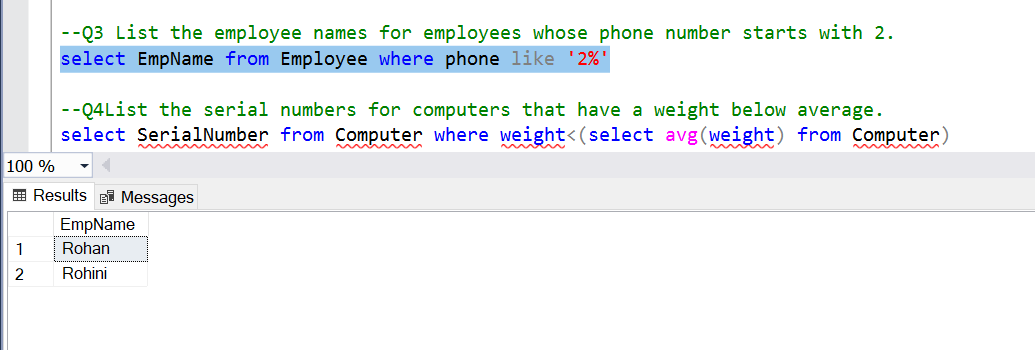 --Q3 List the employee names for employees whose phone number starts with 2.
select EmpName from Employee where phone like '2%'
--Q4List the serial numbers for computers that have a weight below average.
select SerialNumber from Computer where weight<(select avg(weight) from Computer)
100 %
Results Messages
EmpName
1 Rohan
2 Rohini